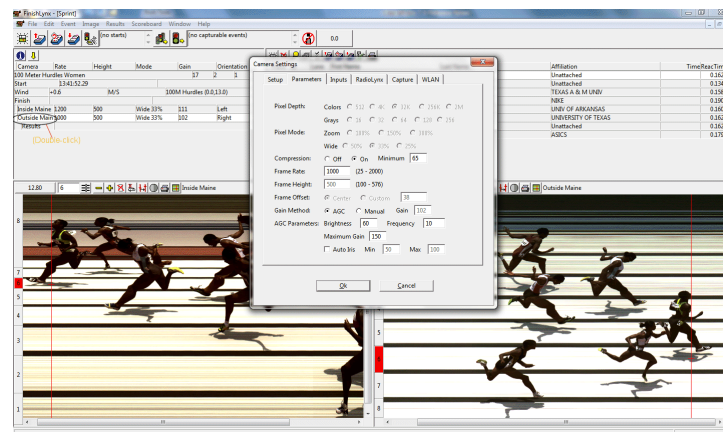 FinishLynx - [Sprint]
File Edit Event Image Results Scoreboard Window Help
(no starts)
(no capturable events)
0.0
Camera Rate Height Mode Gain Orientation
100 Meter Hurdles Women 17 2 1
Start 13:41:52.29
Wind +0.6 M/S 100M Hurdles (0.0,13.0)
Finish
Inside Maine 1200 500 Wide 33% 111 Left
Outside Main 1000 500 Wide 33% 102 Right
Results
(Double click)
Affiliation Time ReacTim
Unattached 0.162
Unattached 0.134
TEXAS A & M UNIV 0.158
NIKE 0.190
UNIV OF ARKANSAS 0.160
UNIVERSITY OF TEXAS 0.162
Unattached 0.162
ASICS 0.179
Camera Settings
Setup Parameters Inputs RadioLynx Capture WLAN
Pixel Depth: Colors 512 4K 32K 256K 2M
Grays 16 32 64 128 256
Pixel Mode: Zoom 100% 150% 300%
Wide 50% 33% 25%
Compression: Off On Minimum 65
Frame Rate: 1000 (25 - 2000)
Frame Height: 500 (100 - 576)
Frame Offset: Center Custom 38
Gain Method: AGC Manual Gain 102
AGC Parameters: Brightness 60 Frequency 10
Maximum Gain 150
Auto Iris Min 50 Max 100
Ok Cancel
12.80 6 Inside Maine
Outside Maine
8
7
5
3
2
1
5
7
8